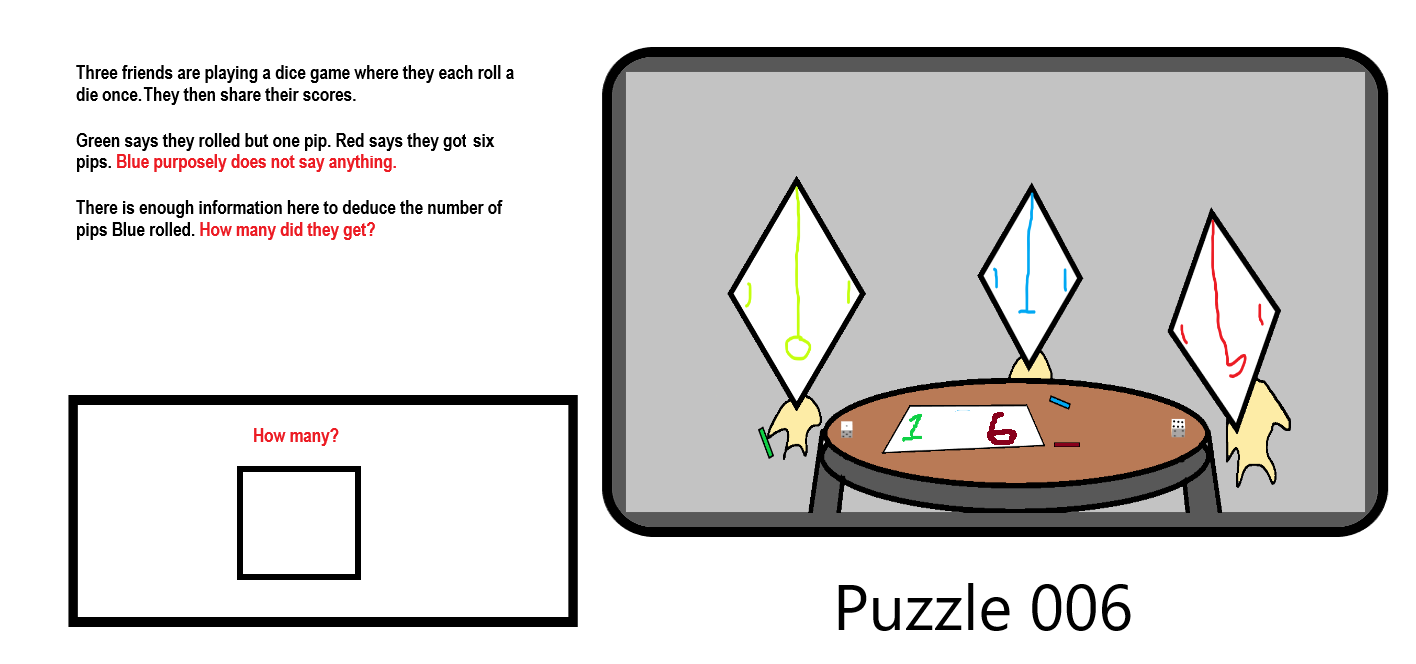 Three friends are playing a dice game where they each roll a
die once. They then share their scores.
Green says they rolled but one pip. Red says they got six
pips. Blue purposely does not say anything.
There is enough information here to deduce the number of
pips Blue rolled. How many did they get?
How many?
1 6
Puzzle 006